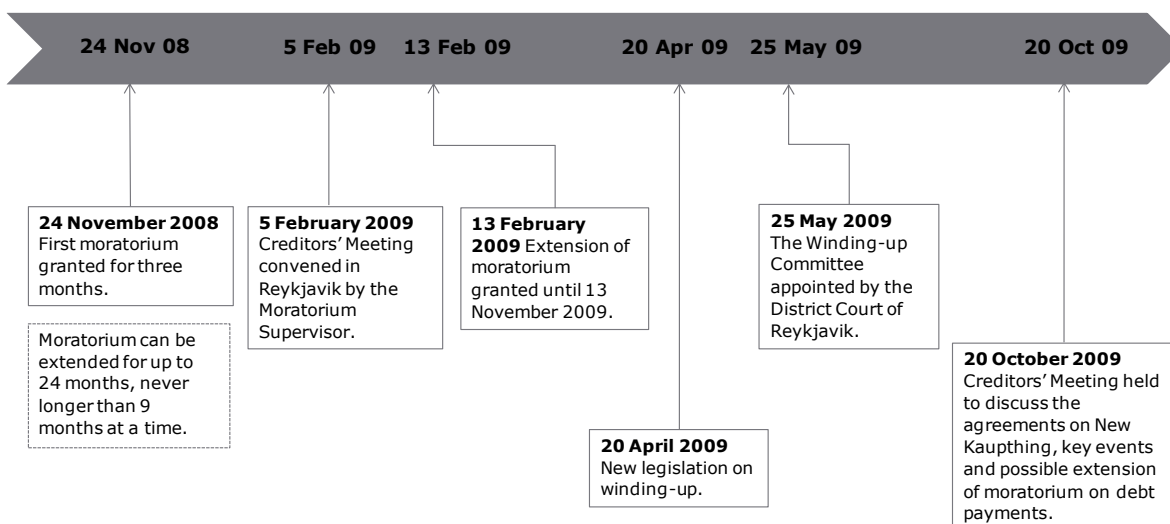 24 Nov 08
5 Feb 09
13 Feb 09
20 Apr 09
25 May 09
20 Oct 09
24 November 2008
First moratorium
granted for three
months.
Moratorium can be
extended for up to
24 months, never
longer than 9
months at a time.
5 February 2009
Creditors' Meeting
convened in
Reykjavik by the
Moratorium
Supervisor.
13 February
2009 Extension of
moratorium
granted until 13
November 2009.
20 April 2009
New legislation on
winding-up.
25 May 2009
The Winding-up
Committee
appointed by the
District Court of
Reykjavik.
20 October 2009
Creditors' Meeting held
to discuss the
agreements on New
Kaupthing, key events
and possible extension
of moratorium on debt
payments.